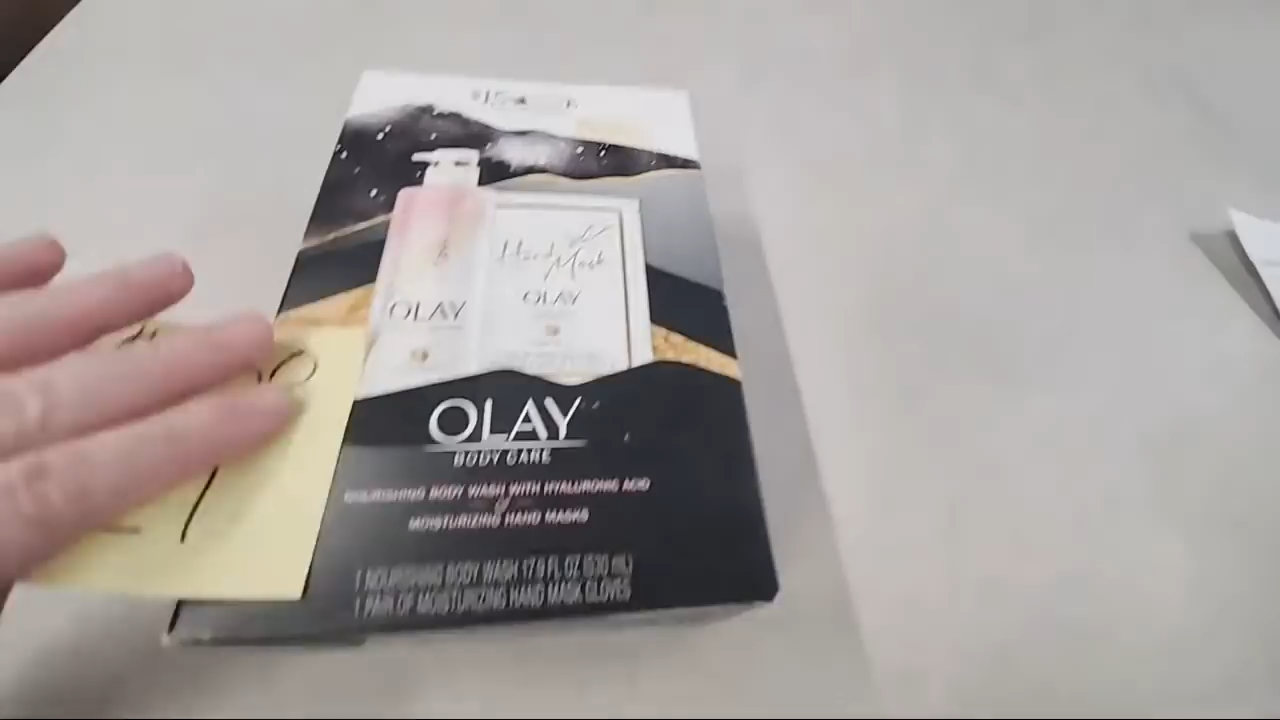 Hand
Mask
OLAY
OLAY
OLAY
BODY CARE
NOURISHING BODY WASH WITH HYALURONIC ACID
MOISTURIZING HAND MASKS
1 NOURISHING BODY WASH 17.9 FL OZ (530 mL)
1 PAIR OF MOISTURIZING HAND MASK GLOVES